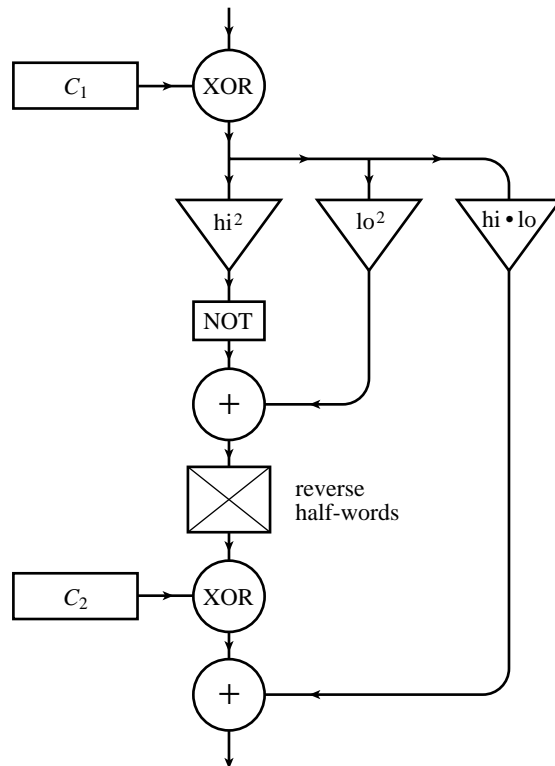 XOR
C₁
hi² lo² hi • lo
NOT
+
reverse
half-words
C₂
XOR
+